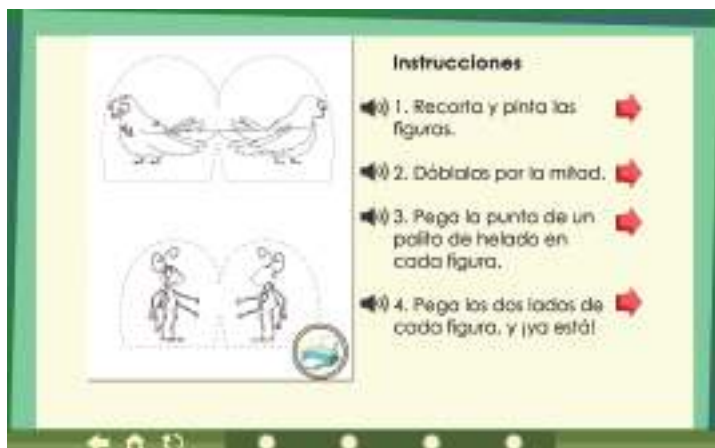 Instrucciones
1. Recorta y pinta las
figuras.
2. Dóblalas por la mitad.
3. Pega la punta de un
palito de helado en
cada figura.
4. Pega los dos lados de
cada figura, y ¡ya está!